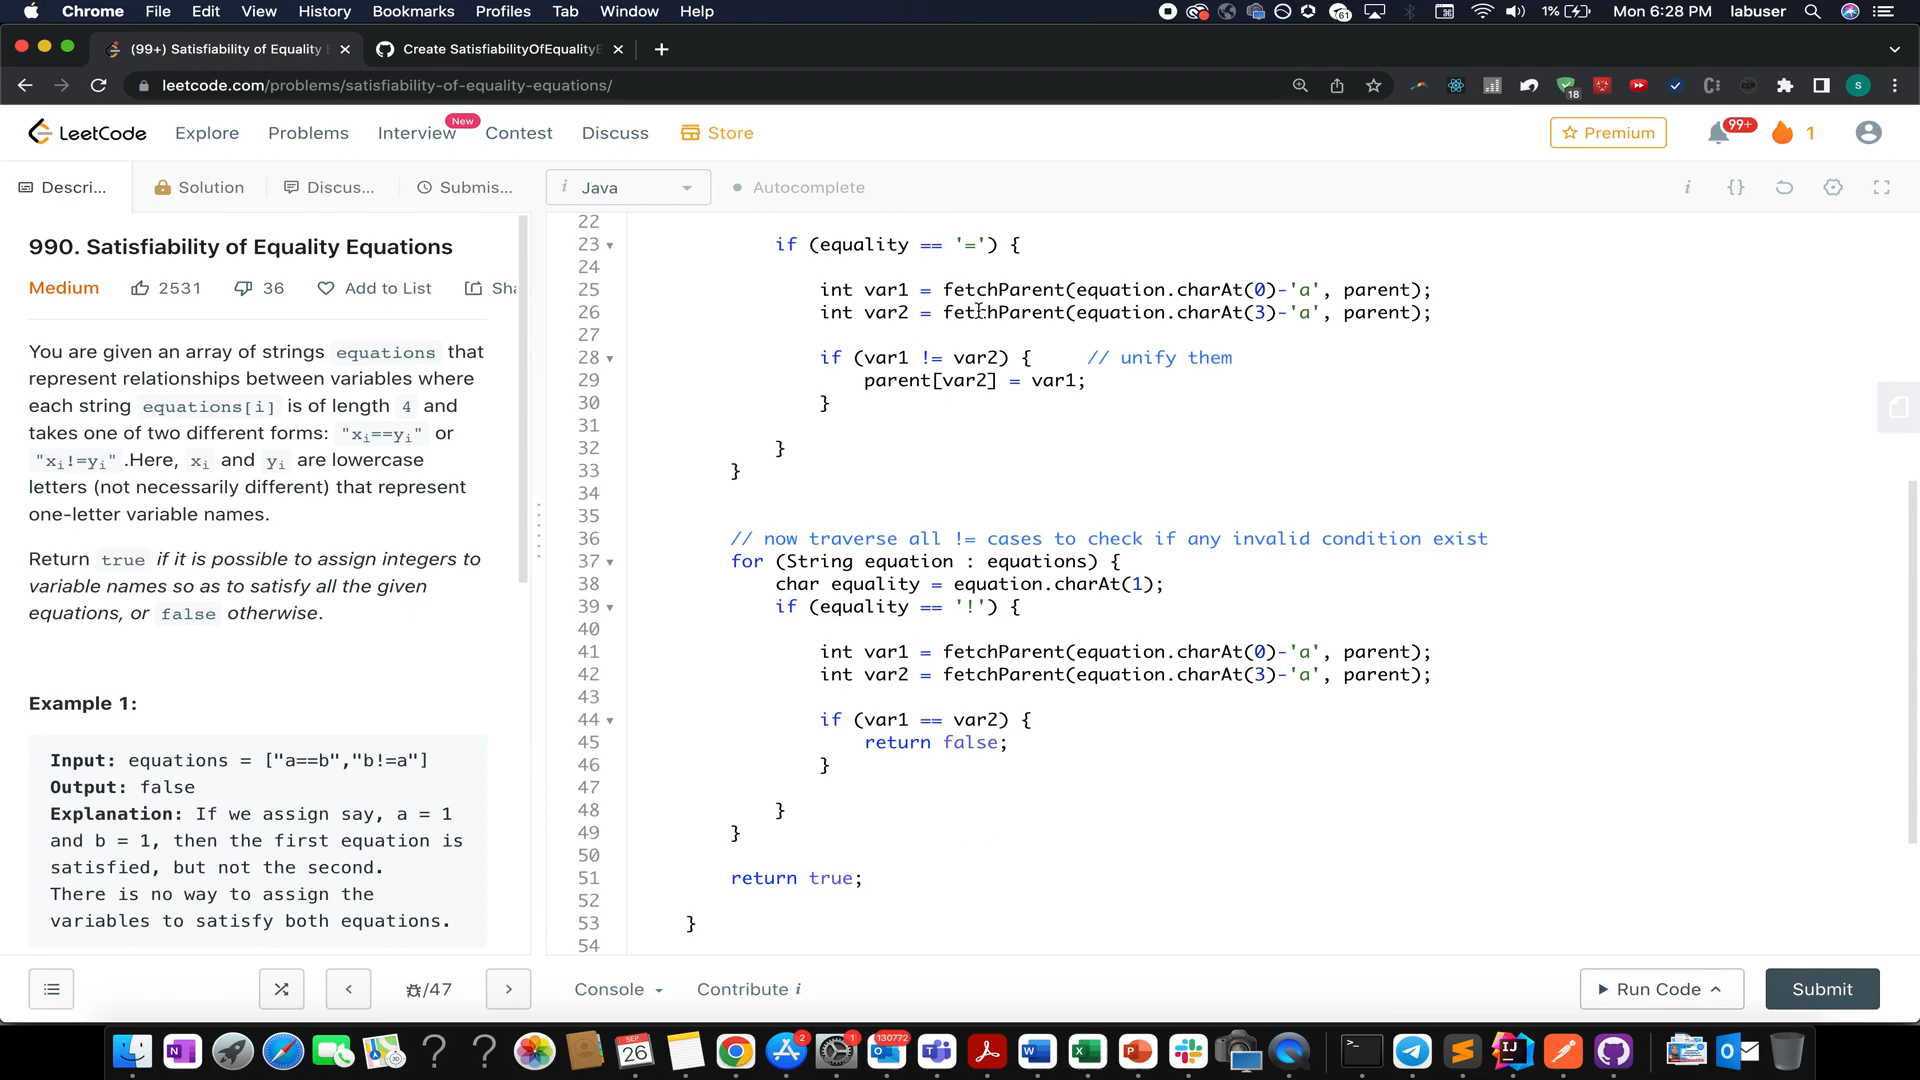 Chrome File Edit View History Bookmarks Profiles Tab Window Help 61 1% Mon 6:28 PM labuser
(99+) Satisfiability of Equality Create SatisfiabilityOfEqualityE
leetcode.com/problems/satisfiability-of-equality-equations/ 18 S
LeetCode Explore Problems Interview New Contest Discuss Store Premium 99+ 1
Descri... Solution Discus... Submis... i Java Autocomplete i {}
990. Satisfiability of Equality Equations
Medium 2531 36 Add to List Sha
You are given an array of strings equations that
represent relationships between variables where
each string equations[i] is of length 4 and
takes one of two different forms: "xi==yi" or
"xi!=yi".Here, xi and yi are lowercase
letters (not necessarily different) that represent
one-letter variable names.
Return true if it is possible to assign integers to
variable names so as to satisfy all the given
equations, or false otherwise.
Example 1:
Input: equations = ["a==b","b!=a"]
Output: false
Explanation: If we assign say, a = 1
and b = 1, then the first equation is
satisfied, but not the second.
There is no way to assign the
variables to satisfy both equations.
22
23 if (equality == '=') {
24
25 int var1 = fetchParent(equation.charAt(0)-'a', parent);
26 int var2 = fetchParent(equation.charAt(3)-'a', parent);
27
28 if (var1 != var2) { // unify them
29 parent[var2] = var1;
30 }
31
32 }
33 }
34
35
36 // now traverse all != cases to check if any invalid condition exist
37 for (String equation : equations) {
38 char equality = equation.charAt(1);
39 if (equality == '!') {
40
41 int var1 = fetchParent(equation.charAt(0)-'a', parent);
42 int var2 = fetchParent(equation.charAt(3)-'a', parent);
43
44 if (var1 == var2) {
45 return false;
46 }
47
48 }
49 }
50
51 return true;
52
53 }
54
/47 Console Contribute i Run Code Submit
SEP 26 2 1 130772